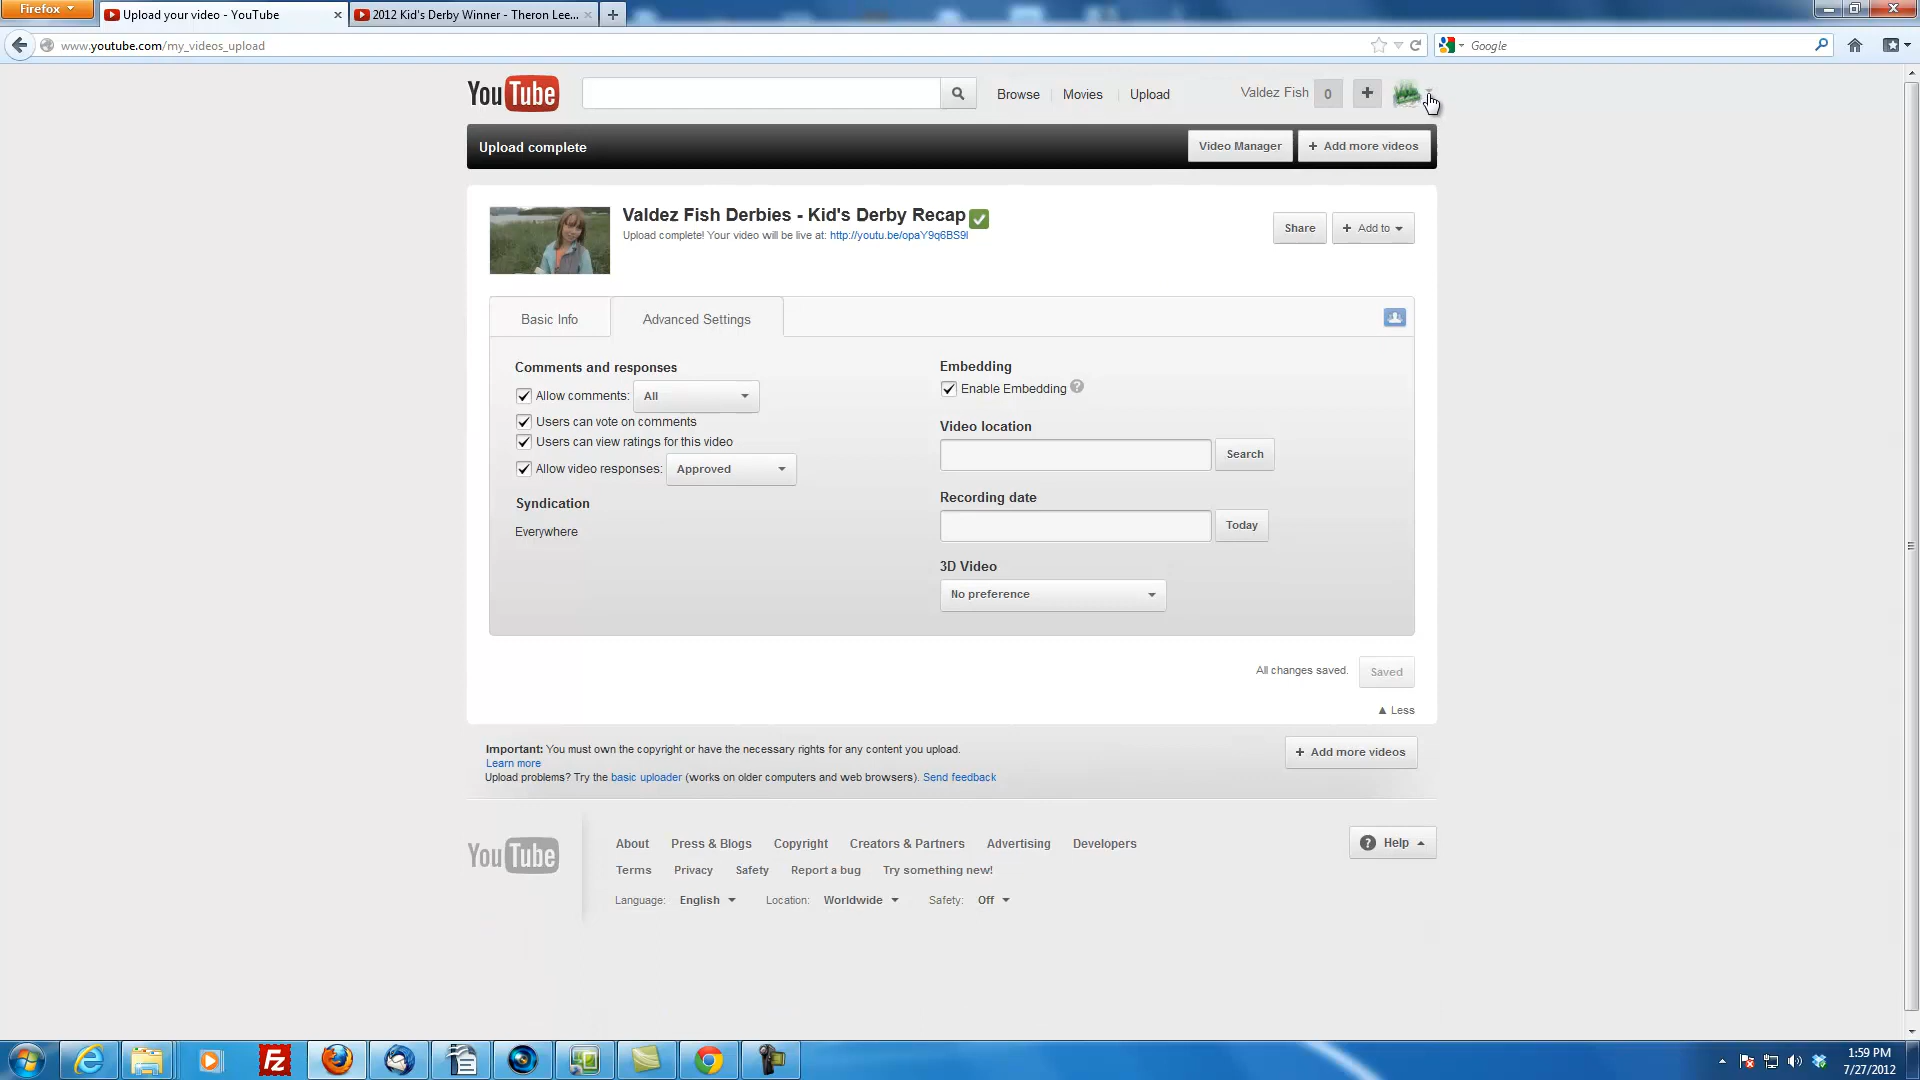 Firefox
Upload your video - YouTube
2012 Kid's Derby Winner - Theron Lee...
www.youtube.com/my_videos_upload
Google
YouTube
Browse
Movies
Upload
Valdez Fish
0
+
Upload complete
Video Manager
+ Add more videos
Valdez Fish Derbies - Kid's Derby Recap
Upload complete! Your video will be live at: http://youtu.be/opaY9q6BS9I
Share
+ Add to
Basic Info
Advanced Settings
Comments and responses
Allow comments: All
Users can vote on comments
Users can view ratings for this video
Allow video responses: Approved
Syndication
Everywhere
Embedding
Enable Embedding ?
Video location
Search
Recording date
Today
3D Video
No preference
All changes saved.
Saved
▲ Less
Important: You must own the copyright or have the necessary rights for any content you upload.
Learn more
Upload problems? Try the basic uploader (works on older computers and web browsers). Send feedback
+ Add more videos
YouTube
About
Press & Blogs
Copyright
Creators & Partners
Advertising
Developers
Terms
Privacy
Safety
Report a bug
Try something new!
Language: English
Location: Worldwide
Safety: Off
? Help
Fz
1:59 PM
7/27/2012